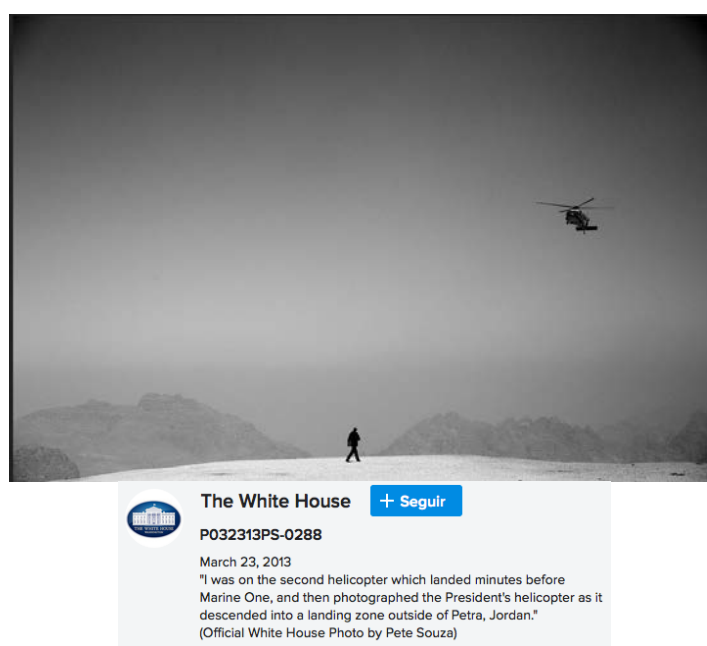 The White House
+ Seguir
P032313PS-0288
March 23, 2013
"I was on the second helicopter which landed minutes before
Marine One, and then photographed the President's helicopter as it
descended into a landing zone outside of Petra, Jordan."
(Official White House Photo by Pete Souza)